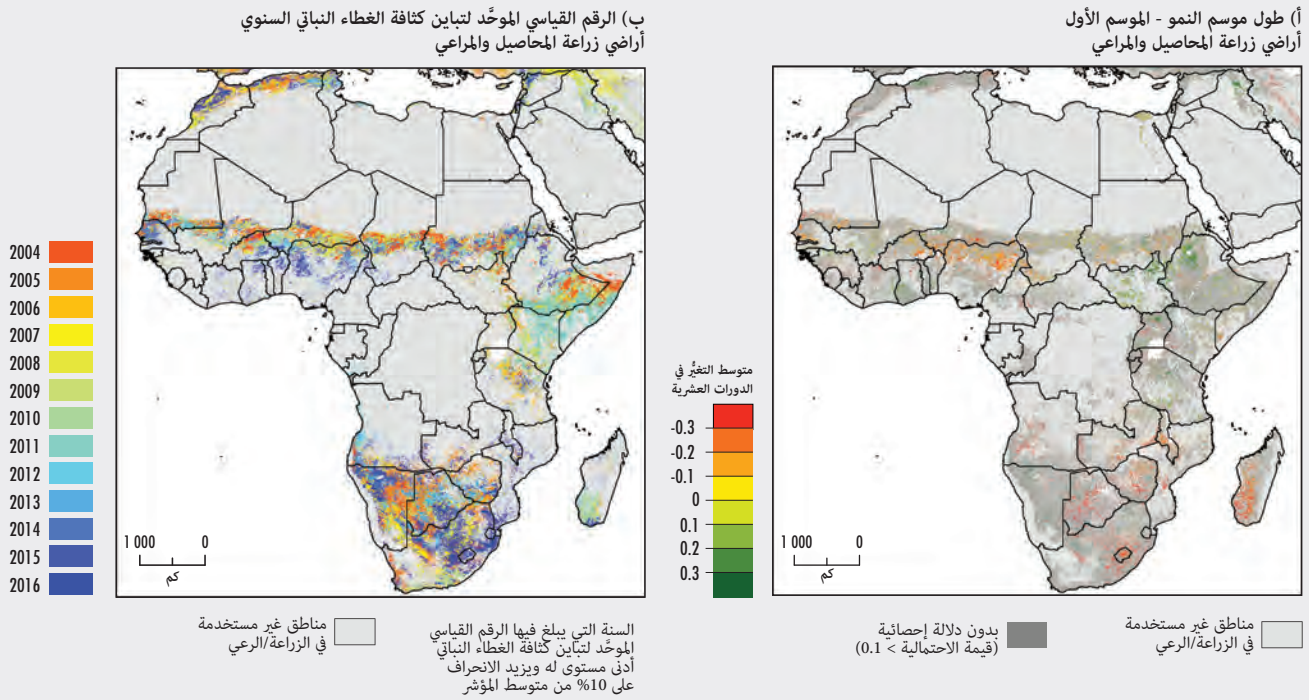 أ) طول موسم النمو - الموسم الأول
أراضي زراعة المحاصيل والمراعي
1 000
0
كم
متوسط التغيُّر في
الدورات العشرية
-0.3
-0.2
-0.1
0
0.1
0.2
0.3
مناطق غير مستخدمة
في الزراعة/الرعي
بدون دلالة إحصائية
(قيمة الاحتمالية > 0.1)
ب) الرقم القياسي الموحَّد لتباين كثافة الغطاء النباتي السنوي
أراضي زراعة المحاصيل والمراعي
1 000
0
كم
2004
2005
2006
2007
2008
2009
2010
2011
2012
2013
2014
2015
2016
السنة التي يبلغ فيها الرقم القياسي
الموحَّد لتباين كثافة الغطاء النباتي
أدنى مستوى له ويزيد الانحراف
على 10% من متوسط المؤشر
مناطق غير مستخدمة
في الزراعة/الرعي